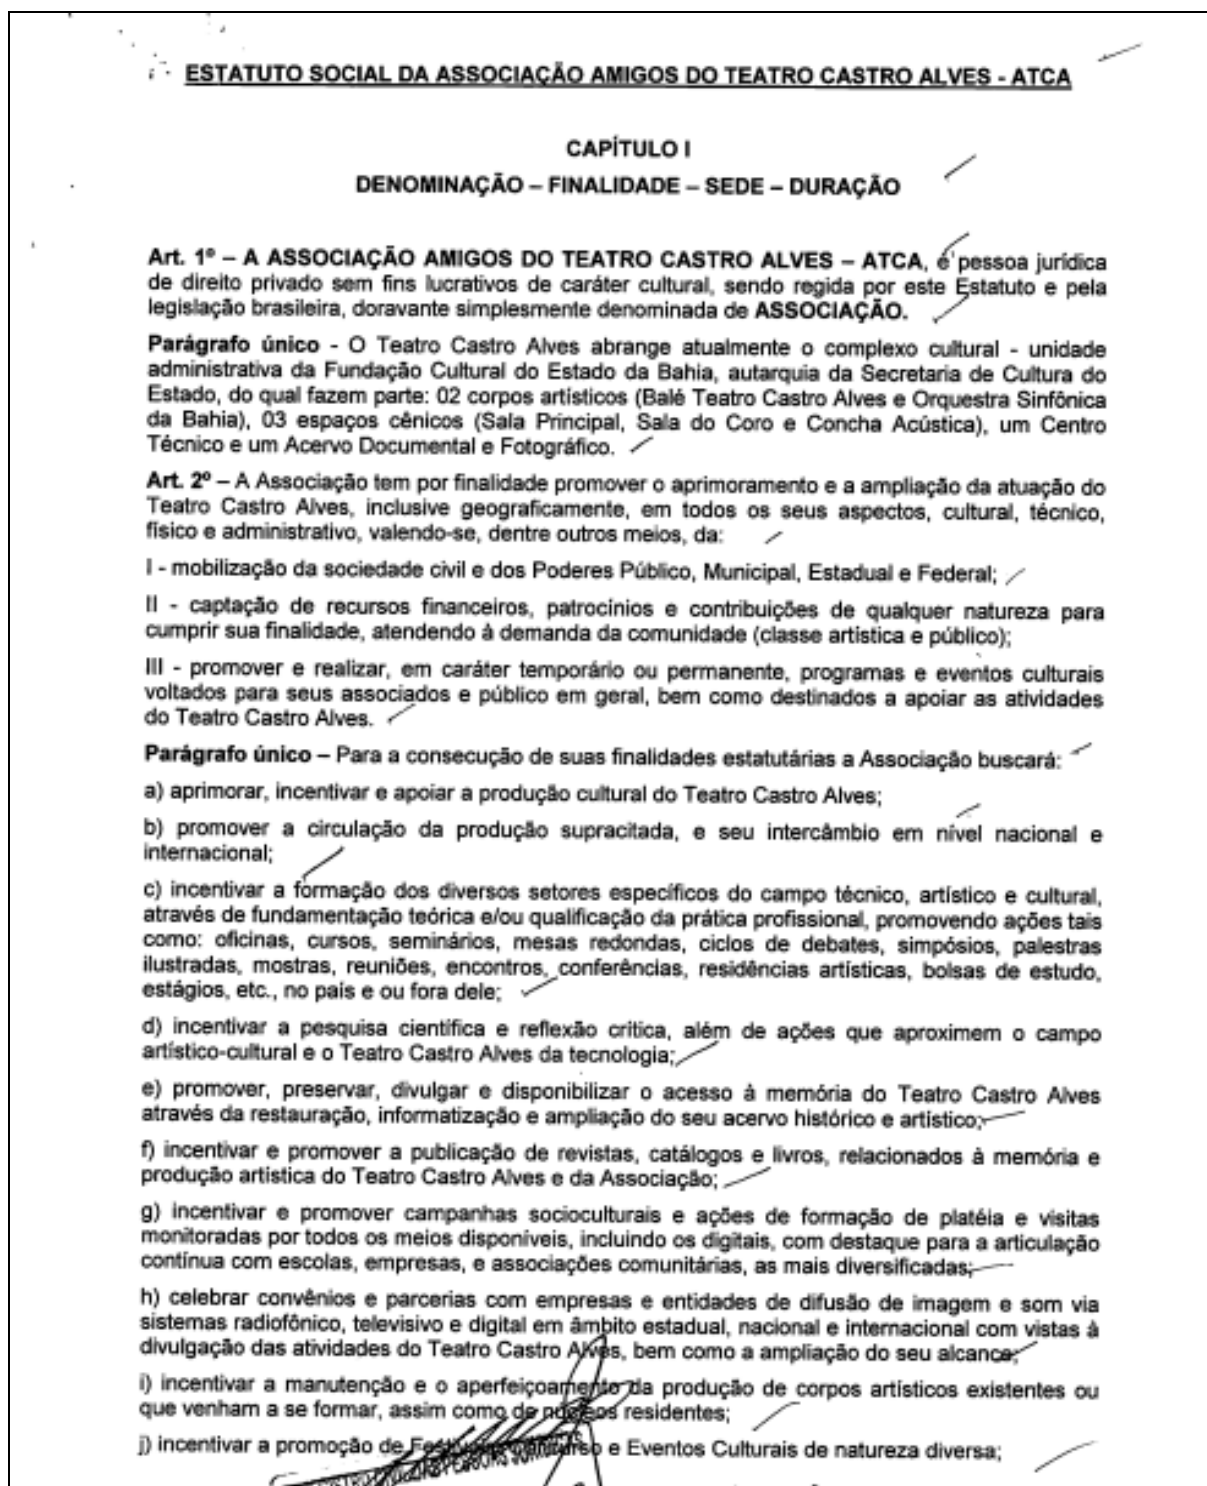 ESTATUTO SOCIAL DA ASSOCIAÇÃO AMIGOS DO TEATRO CASTRO ALVES - ATCA
CAPÍTULO I
DENOMINAÇÃO – FINALIDADE – SEDE – DURAÇÃO
Art. 1º – A ASSOCIAÇÃO AMIGOS DO TEATRO CASTRO ALVES – ATCA, é pessoa jurídica
de direito privado sem fins lucrativos de caráter cultural, sendo regida por este Estatuto e pela
legislação brasileira, doravante simplesmente denominada de ASSOCIAÇÃO.
Parágrafo único - O Teatro Castro Alves abrange atualmente o complexo cultural - unidade
administrativa da Fundação Cultural do Estado da Bahia, autarquia da Secretaria de Cultura do
Estado, do qual fazem parte: 02 corpos artísticos (Balé Teatro Castro Alves e Orquestra Sinfônica
da Bahia), 03 espaços cênicos (Sala Principal, Sala do Coro e Concha Acústica), um Centro
Técnico e um Acervo Documental e Fotográfico.
Art. 2º – A Associação tem por finalidade promover o aprimoramento e a ampliação da atuação do
Teatro Castro Alves, inclusive geograficamente, em todos os seus aspectos, cultural, técnico,
físico e administrativo, valendo-se, dentre outros meios, da:
I - mobilização da sociedade civil e dos Poderes Público, Municipal, Estadual e Federal;
II - captação de recursos financeiros, patrocínios e contribuições de qualquer natureza para
cumprir sua finalidade, atendendo à demanda da comunidade (classe artística e público);
III - promover e realizar, em caráter temporário ou permanente, programas e eventos culturais
voltados para seus associados e público em geral, bem como destinados a apoiar as atividades
do Teatro Castro Alves.
Parágrafo único – Para a consecução de suas finalidades estatutárias a Associação buscará:
a) aprimorar, incentivar e apoiar a produção cultural do Teatro Castro Alves;
b) promover a circulação da produção supracitada, e seu intercâmbio em nível nacional e
internacional;
c) incentivar a formação dos diversos setores específicos do campo técnico, artístico e cultural,
através de fundamentação teórica e/ou qualificação da prática profissional, promovendo ações tais
como: oficinas, cursos, seminários, mesas redondas, ciclos de debates, simpósios, palestras
ilustradas, mostras, reuniões, encontros, conferências, residências artísticas, bolsas de estudo,
estágios, etc., no país e ou fora dele;
d) incentivar a pesquisa científica e reflexão crítica, além de ações que aproximem o campo
artístico-cultural e o Teatro Castro Alves da tecnologia;
e) promover, preservar, divulgar e disponibilizar o acesso à memória do Teatro Castro Alves
através da restauração, informatização e ampliação do seu acervo histórico e artístico;
f) incentivar e promover a publicação de revistas, catálogos e livros, relacionados à memória e
produção artística do Teatro Castro Alves e da Associação;
g) incentivar e promover campanhas socioculturais e ações de formação de platéia e visitas
monitoradas por todos os meios disponíveis, incluindo os digitais, com destaque para a articulação
contínua com escolas, empresas, e associações comunitárias, as mais diversificadas;
h) celebrar convênios e parcerias com empresas e entidades de difusão de imagem e som via
sistemas radiofônico, televisivo e digital em âmbito estadual, nacional e internacional com vistas à
divulgação das atividades do Teatro Castro Alves, bem como a ampliação do seu alcance;
i) incentivar a manutenção e o aperfeiçoamento da produção de corpos artísticos existentes ou
que venham a se formar, assim como de núcleos residentes;
j) incentivar a promoção de e Eventos Culturais de natureza diversa;